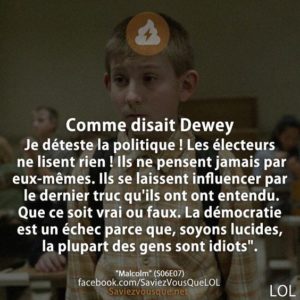 Comme disait Dewey
Je déteste la politique ! Les électeurs
ne lisent rien ! Ils ne pensent jamais par
eux-mêmes. Ils se laissent influencer par
le dernier truc qu'ils ont ont entendu.
Que ce soit vrai ou faux. La démocratie
est un échec parce que, soyons lucides,
la plupart des gens sont idiots".
"Malcolm" (S06E07)
facebook.com/SavíezVousQueLOL
Saviezvousque.net
LOL